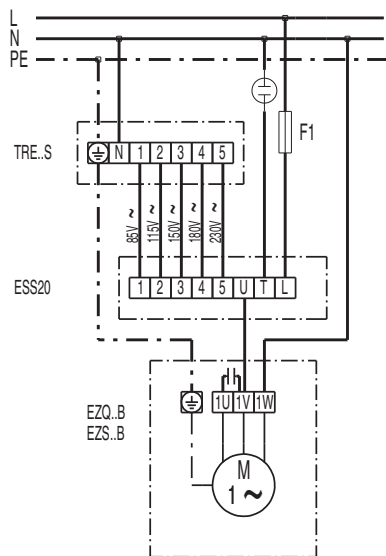 L
N
PE
F1
TRE..S
N 1 2 3 4 5
85V ~
115V ~
150V ~
180V ~
230V ~
ESS20
1 2 3 4 5 U T L
EZQ..B
EZS..B
1U 1V 1W
M
1 ~